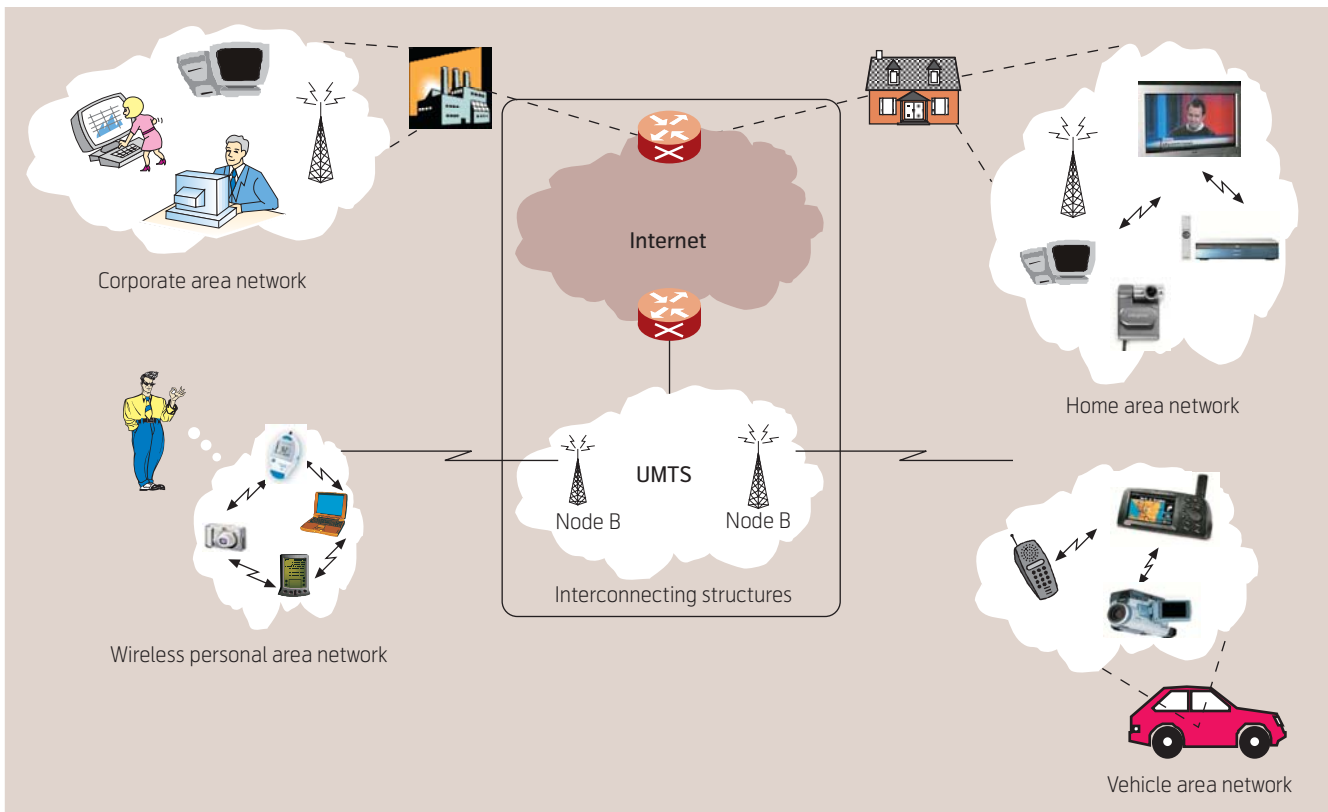 Internet
Corporate area network
Home area network
UMTS
Node B
Node B
Interconnecting structures
Wireless personal area network
Vehicle area network